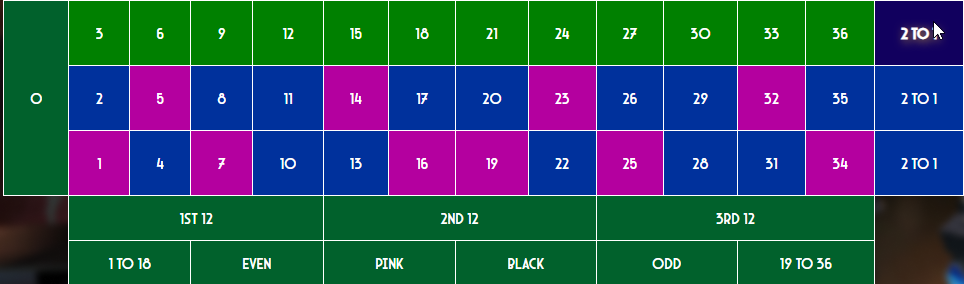 3 6 9 12 15 18 21 24 27 30 33 36 2 TO
0 2 5 8 11 14 17 20 23 26 29 32 35 2 TO 1
1 4 7 10 13 16 19 22 25 28 31 34 2 TO 1
1ST 12 2ND 12 3RD 12
1 TO 18 EVEN PINK BLACK ODD 19 TO 36